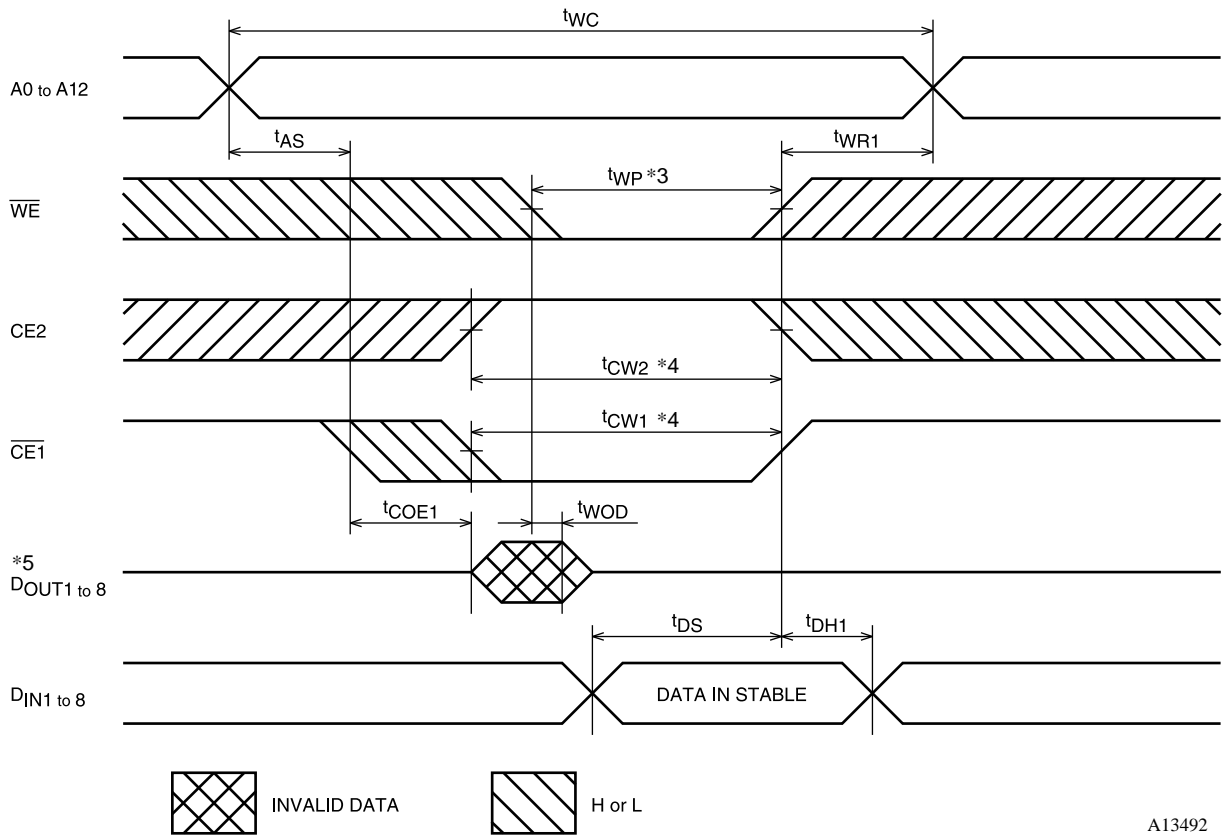 tWC
A0 to A12
tAS
tWR1
tWP *3
WE
CE2
tCW2 *4
tCW1 *4
CE1
tCOE1
tWOD
*5
DOUT1 to 8
tDS
tDH1
DIN1 to 8
DATA IN STABLE
INVALID DATA
H or L
A13492